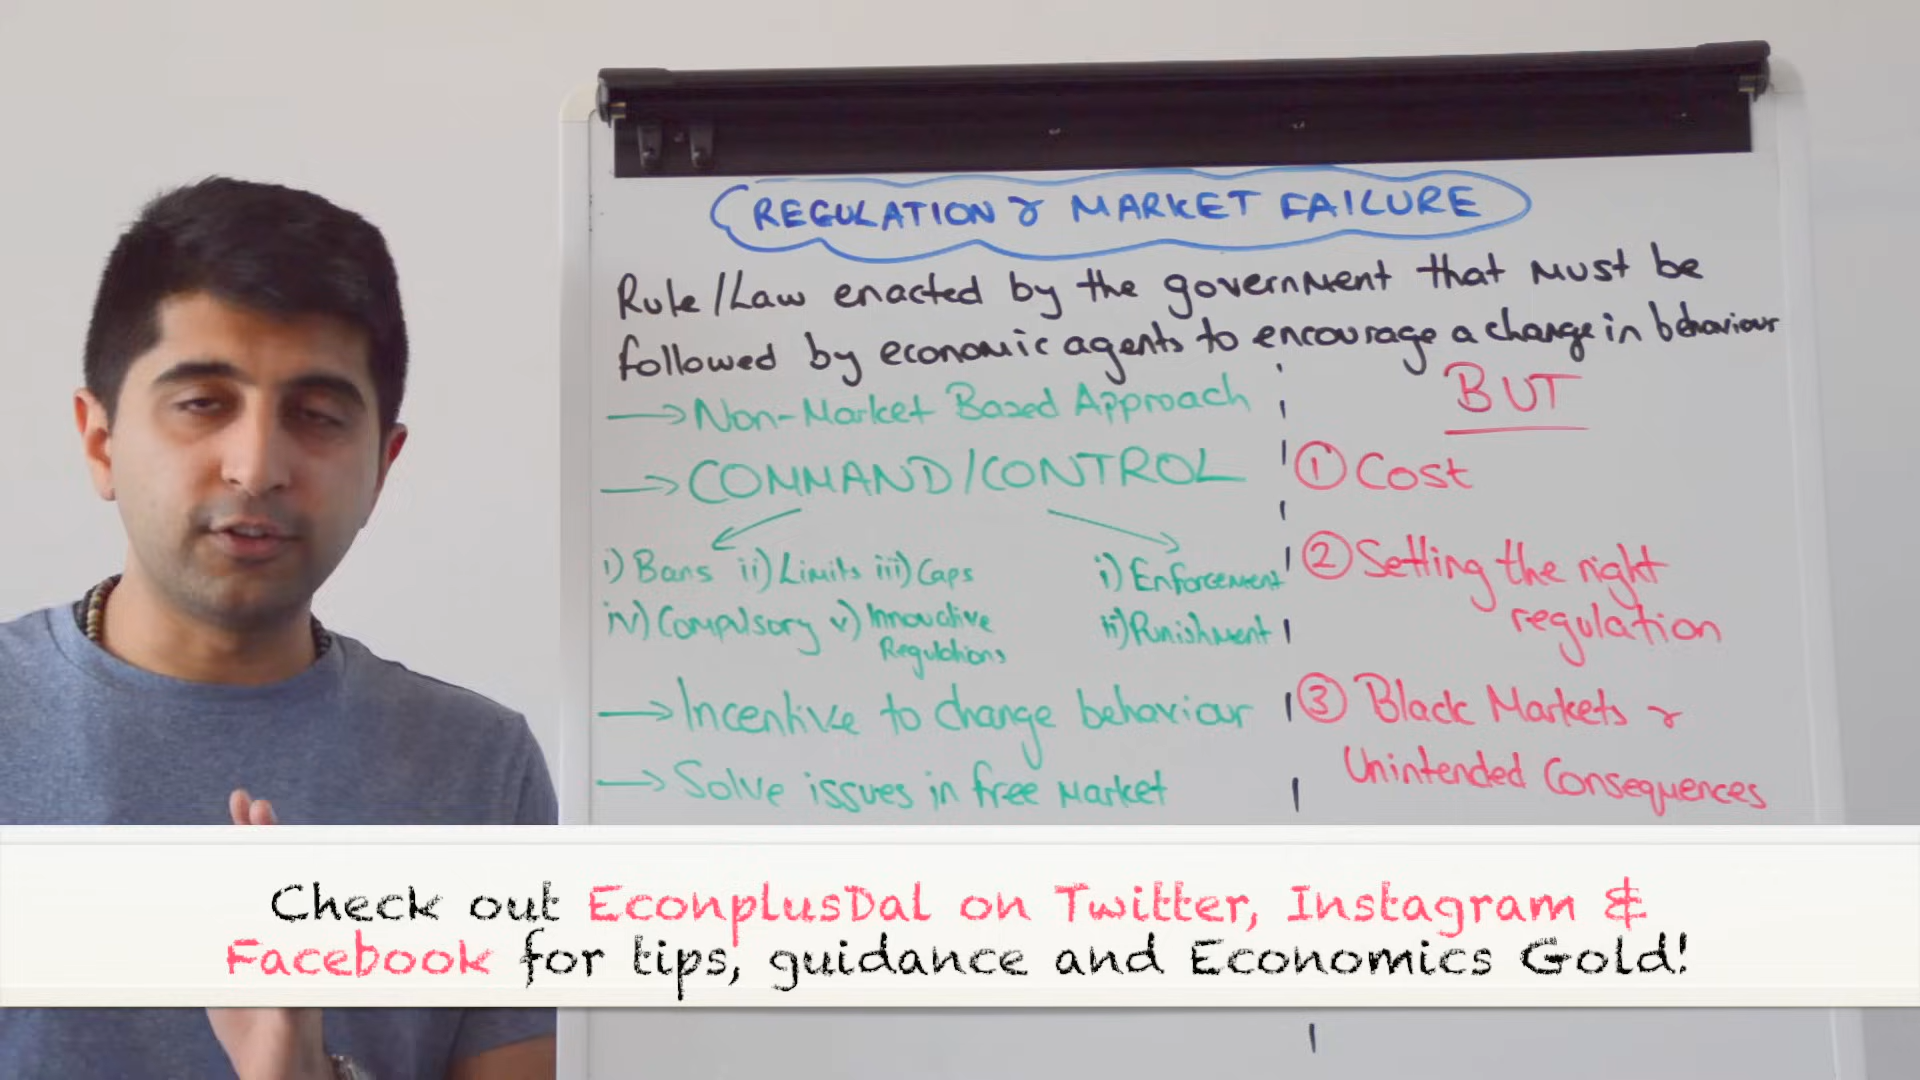 REGULATION & MARKET FAILURE
Rule/Law enacted by the government that must be
followed by economic agents to encourage a change in behaviour
→ Non-Market Based Approach
→ COMMAND/CONTROL
i) Bans ii) Limits iii) Caps
iv) Compulsory v) Innovative
Regulations
i) Enforcement
ii) Punishment
→ Incentive to change behaviour
→ Solve issues in free market
BUT
① Cost
② Setting the right
regulation
③ Black Markets &
Unintended Consequences
Check out EconplusDal on Twitter, Instagram &
Facebook for tips, guidance and Economics Gold!